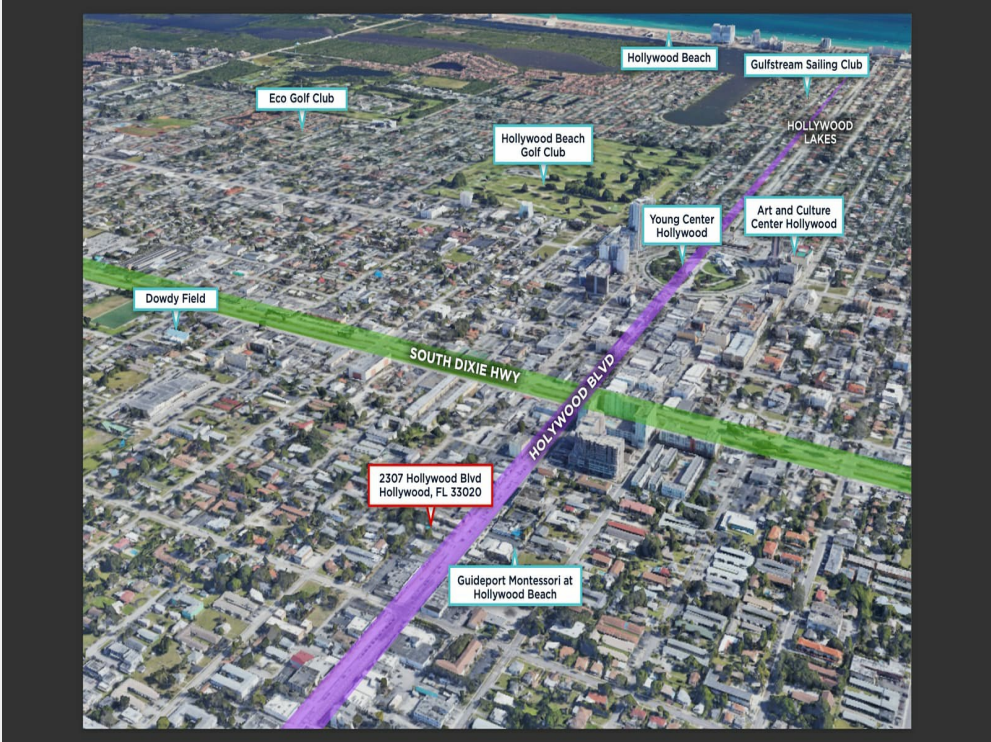 Hollywood Beach
Gulfstream Sailing Club
Eco Golf Club
HOLLYWOOD
LAKES
Hollywood Beach
Golf Club
Young Center
Hollywood
Art and Culture
Center Hollywood
Dowdy Field
SOUTH DIXIE HWY
HOLYWOOD BLVD
2307 Hollywood Blvd
Hollywood, FL 33020
Guideport Montessori at
Hollywood Beach